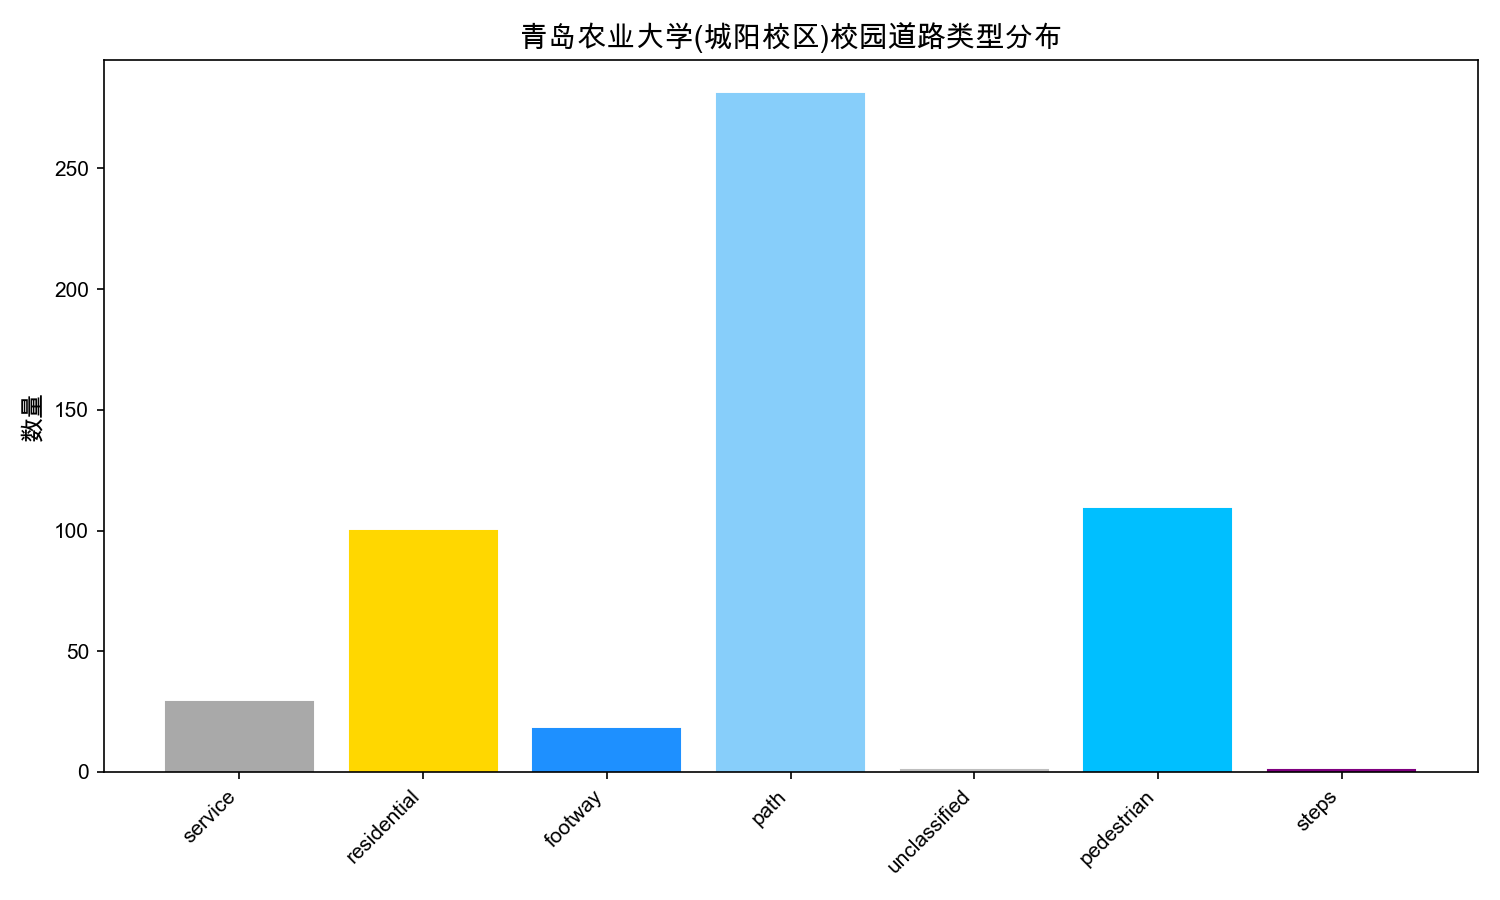 青岛农业大学(城阳校区)校园道路类型分布
数量
250
200
150
100
50
0
service
residential
footway
path
unclassified
pedestrian
steps